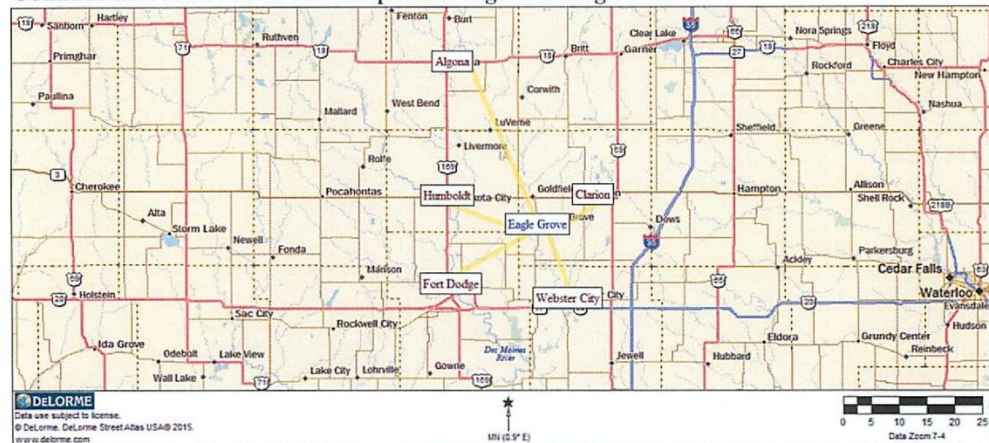 Fenton
Burt
Sanborn
Hartley
Ruthven
Clear Lake
Nora Springs
Floyd
Primghar
Algona
Britt
Garner
Charles City
Rockford
New Hampton
Paullina
Mallard
West Bend
Corwith
Nashua
LuVerne
Sheffield
Greene
Livermore
Rolfe
Cherokee
Pocahontas
Humboldt
Goldfield
Clarion
Hampton
Allison
Shell Rock
Alta
Storm Lake
Newell
Fonda
Eagle Grove
Dows
Manson
Fort Dodge
Webster City
Ackley
Parkersburg
Cedar Falls
Waterloo
Evansdale
Holstein
Sac City
Rockwell City
Hudson
Ida Grove
Odebolt
Lake View
Des Moines
River
Eldora
Grundy Center
Reinbeck
Wall Lake
Lake City
Lohrville
Gowrie
Jewell
Hubbard
DELORME
Data use subject to license.
© DeLorme. DeLorme Street Atlas USA® 2015.
www.delorme.com
MN (0.9° E)
0 5 10 15 20 25
Data Zoom 7-4